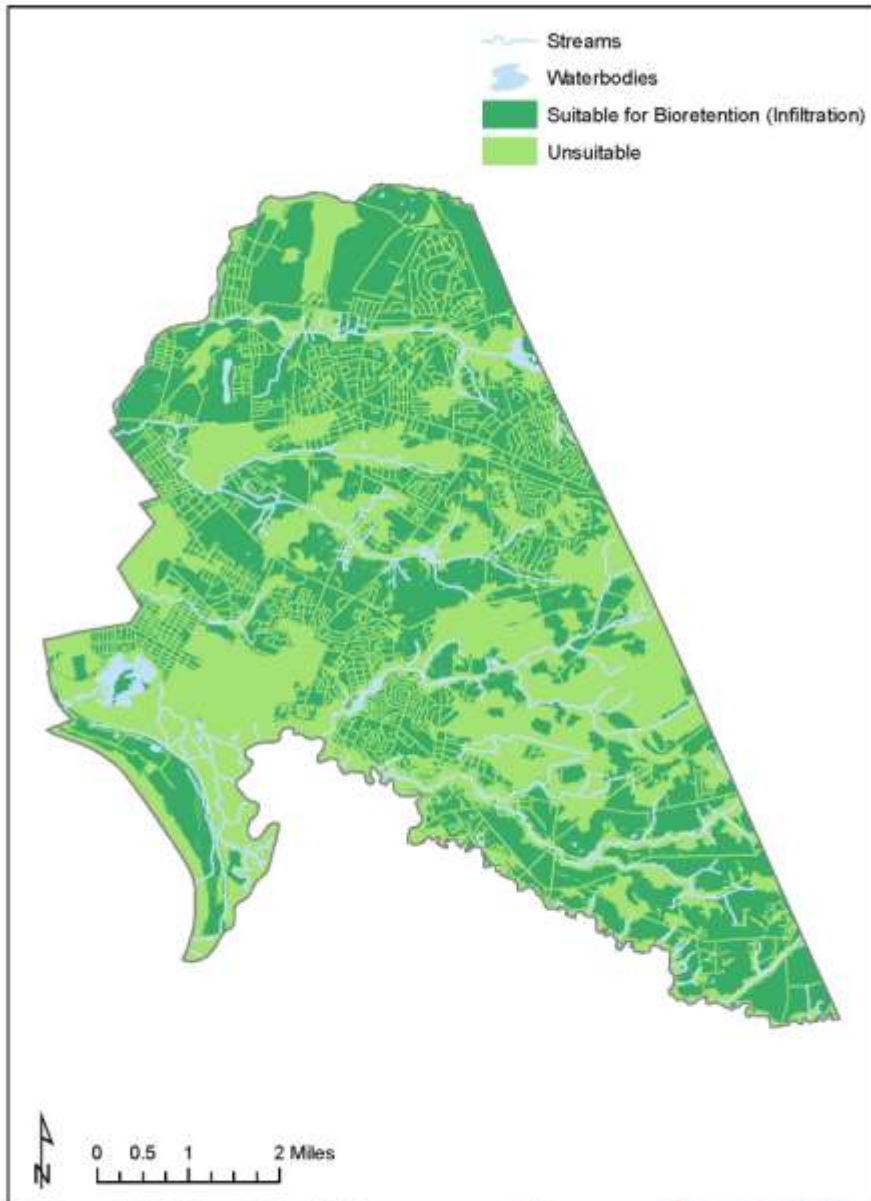 Streams
Waterbodies
Suitable for Bioretention (Infiltration)
Unsuitable
0 0.5 1 2 Miles
N